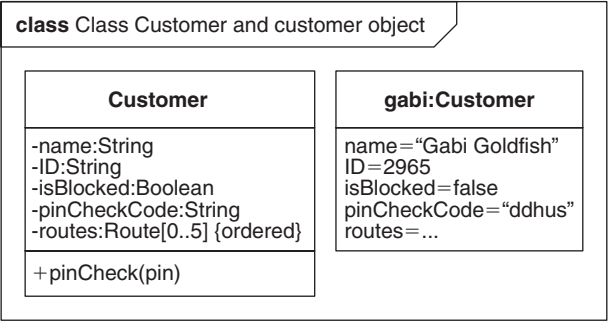 class Class Customer and customer object
Customer
-name:String
-ID:String
-isBlocked:Boolean
-pinCheckCode:String
-routes:Route[0..5] {ordered}
+pinCheck(pin)
gabi:Customer
name=“Gabi Goldfish”
ID=2965
isBlocked=false
pinCheckCode=“ddhus”
routes=...